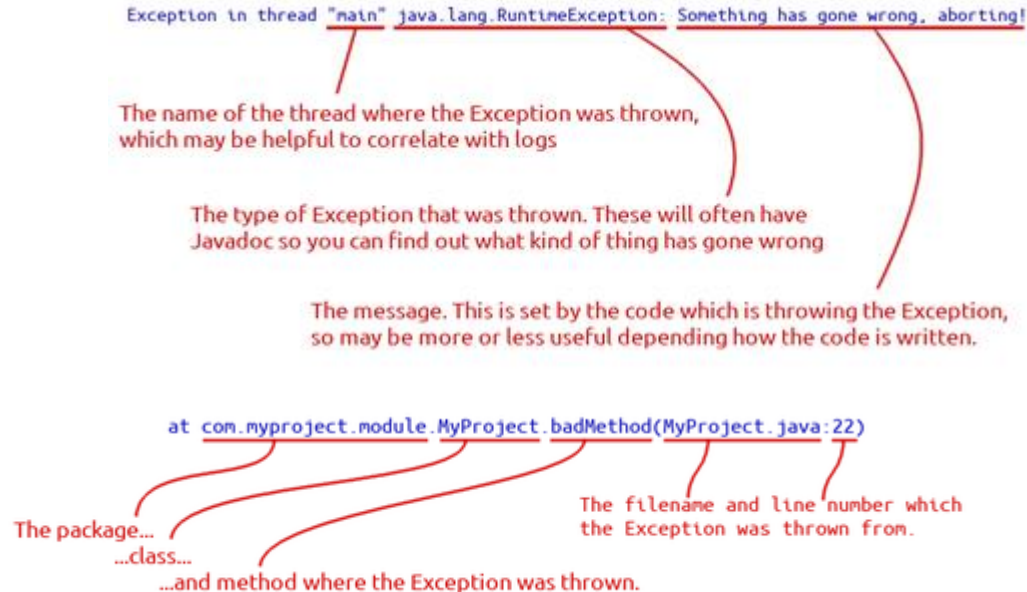 Exception in thread "main" java.lang.RuntimeException: Something has gone wrong, aborting!
The name of the thread where the Exception was thrown,
which may be helpful to correlate with logs
The type of Exception that was thrown. These will often have
Javadoc so you can find out what kind of thing has gone wrong
The message. This is set by the code which is throwing the Exception,
so may be more or less useful depending how the code is written.
at com.myproject.module.MyProject.badMethod(MyProject.java:22)
The filename and line number which
the Exception was thrown from.
The package...
...class...
...and method where the Exception was thrown.